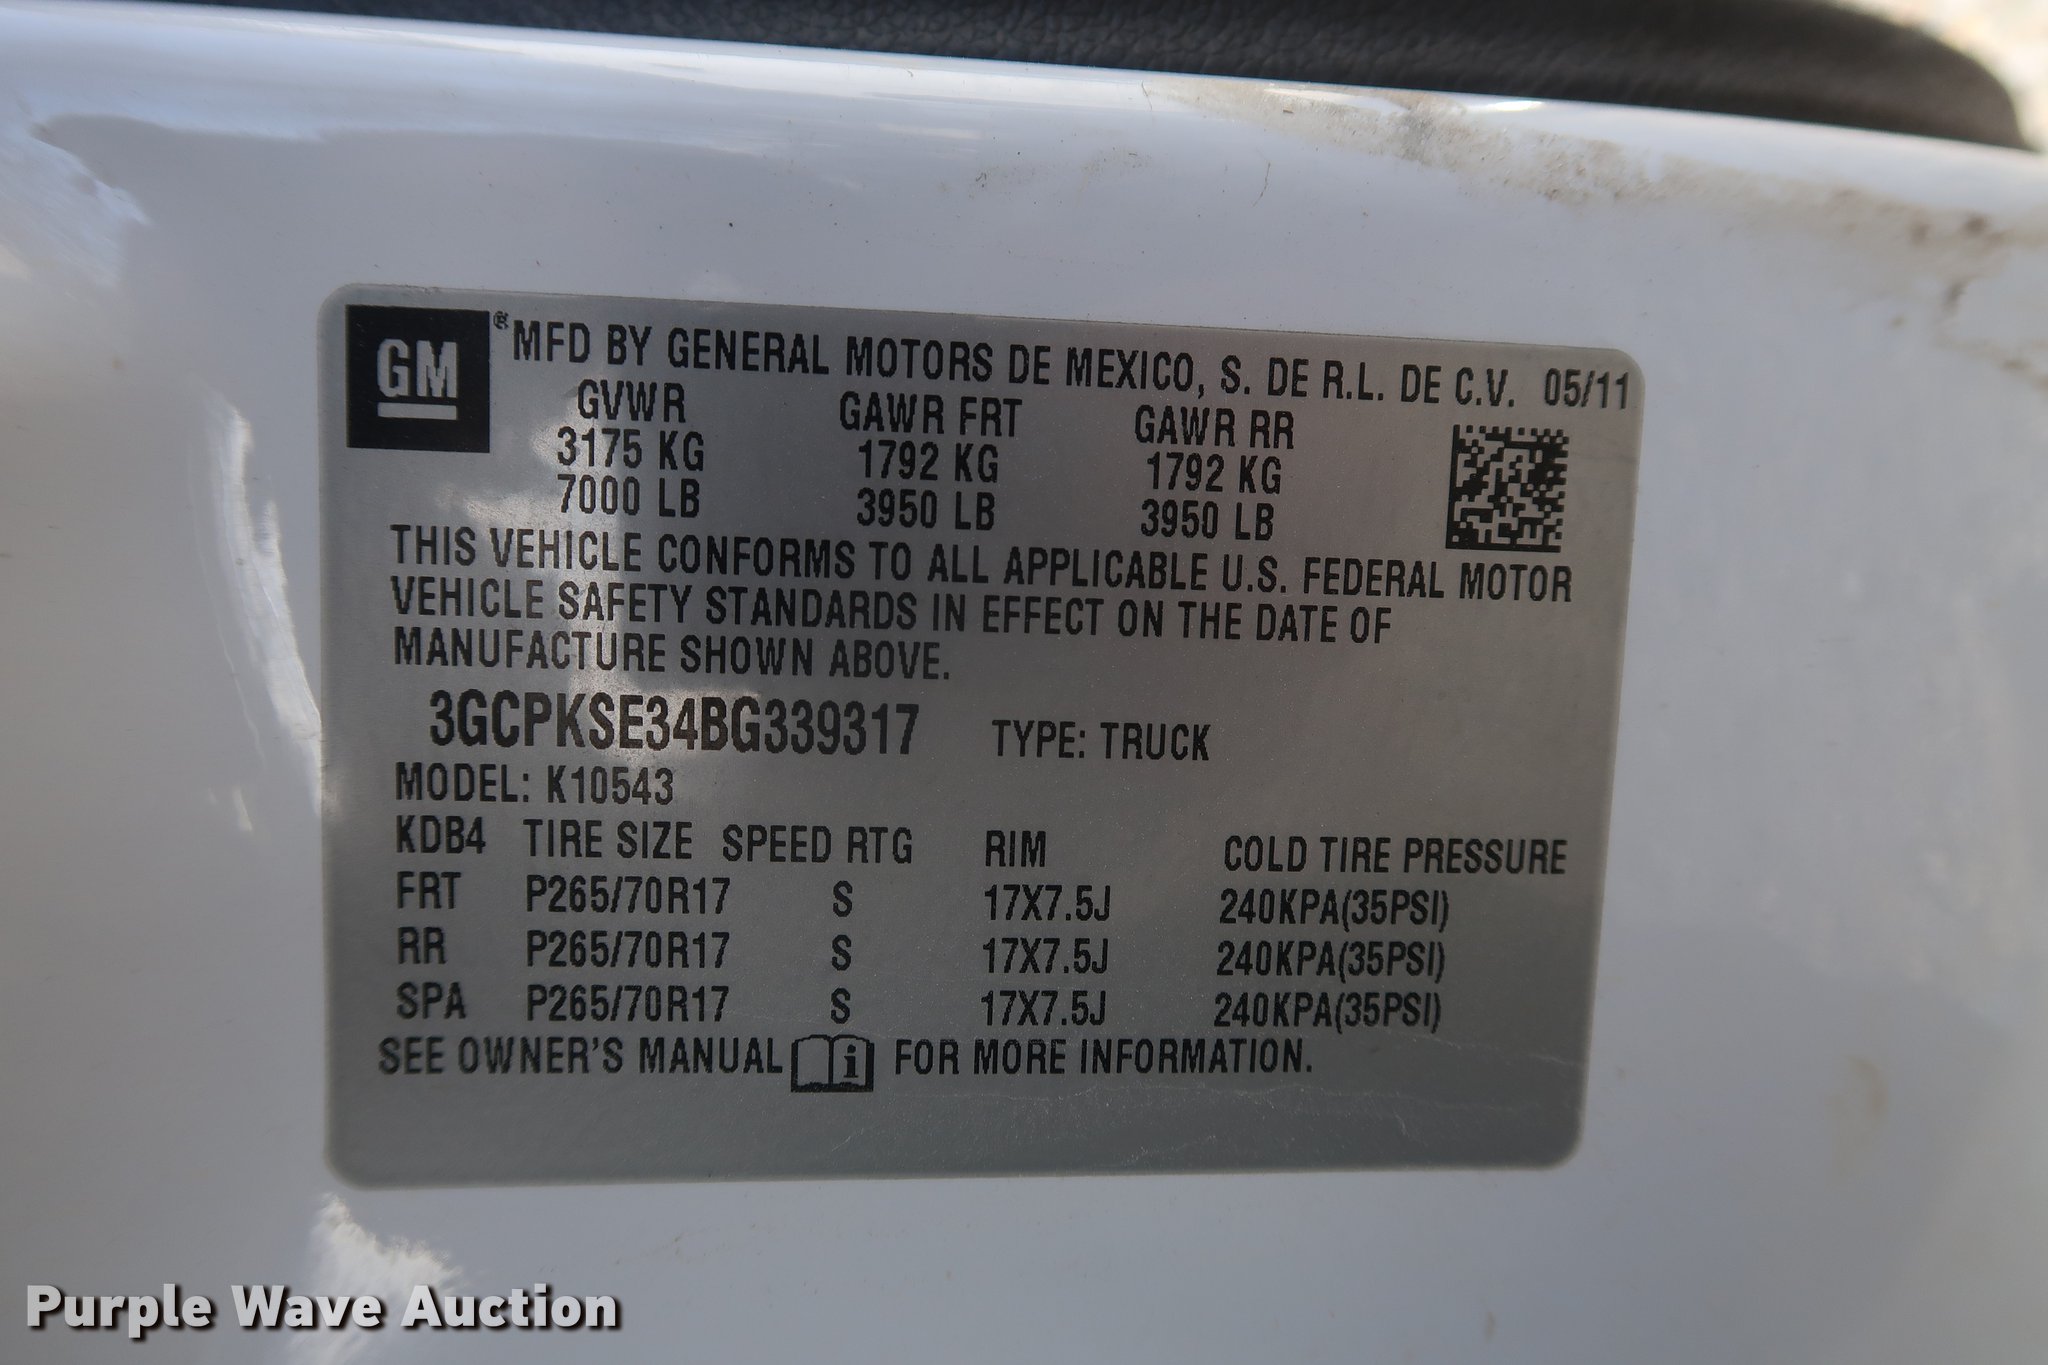 GM ® MFD BY GENERAL MOTORS DE MEXICO, S. DE R.L. DE C.V. 05/11
GVWR GAWR FRT GAWR RR
3175 KG 1792 KG 1792 KG
7000 LB 3950 LB 3950 LB
THIS VEHICLE CONFORMS TO ALL APPLICABLE U.S. FEDERAL MOTOR
VEHICLE SAFETY STANDARDS IN EFFECT ON THE DATE OF
MANUFACTURE SHOWN ABOVE.
3GCPKSE34BG339317 TYPE: TRUCK
MODEL: K10543
KDB4 TIRE SIZE SPEED RTG RIM COLD TIRE PRESSURE
FRT P265/70R17 S 17X7.5J 240KPA(35PSI)
RR P265/70R17 S 17X7.5J 240KPA(35PSI)
SPA P265/70R17 S 17X7.5J 240KPA(35PSI)
SEE OWNER'S MANUAL i FOR MORE INFORMATION.
Purple Wave Auction